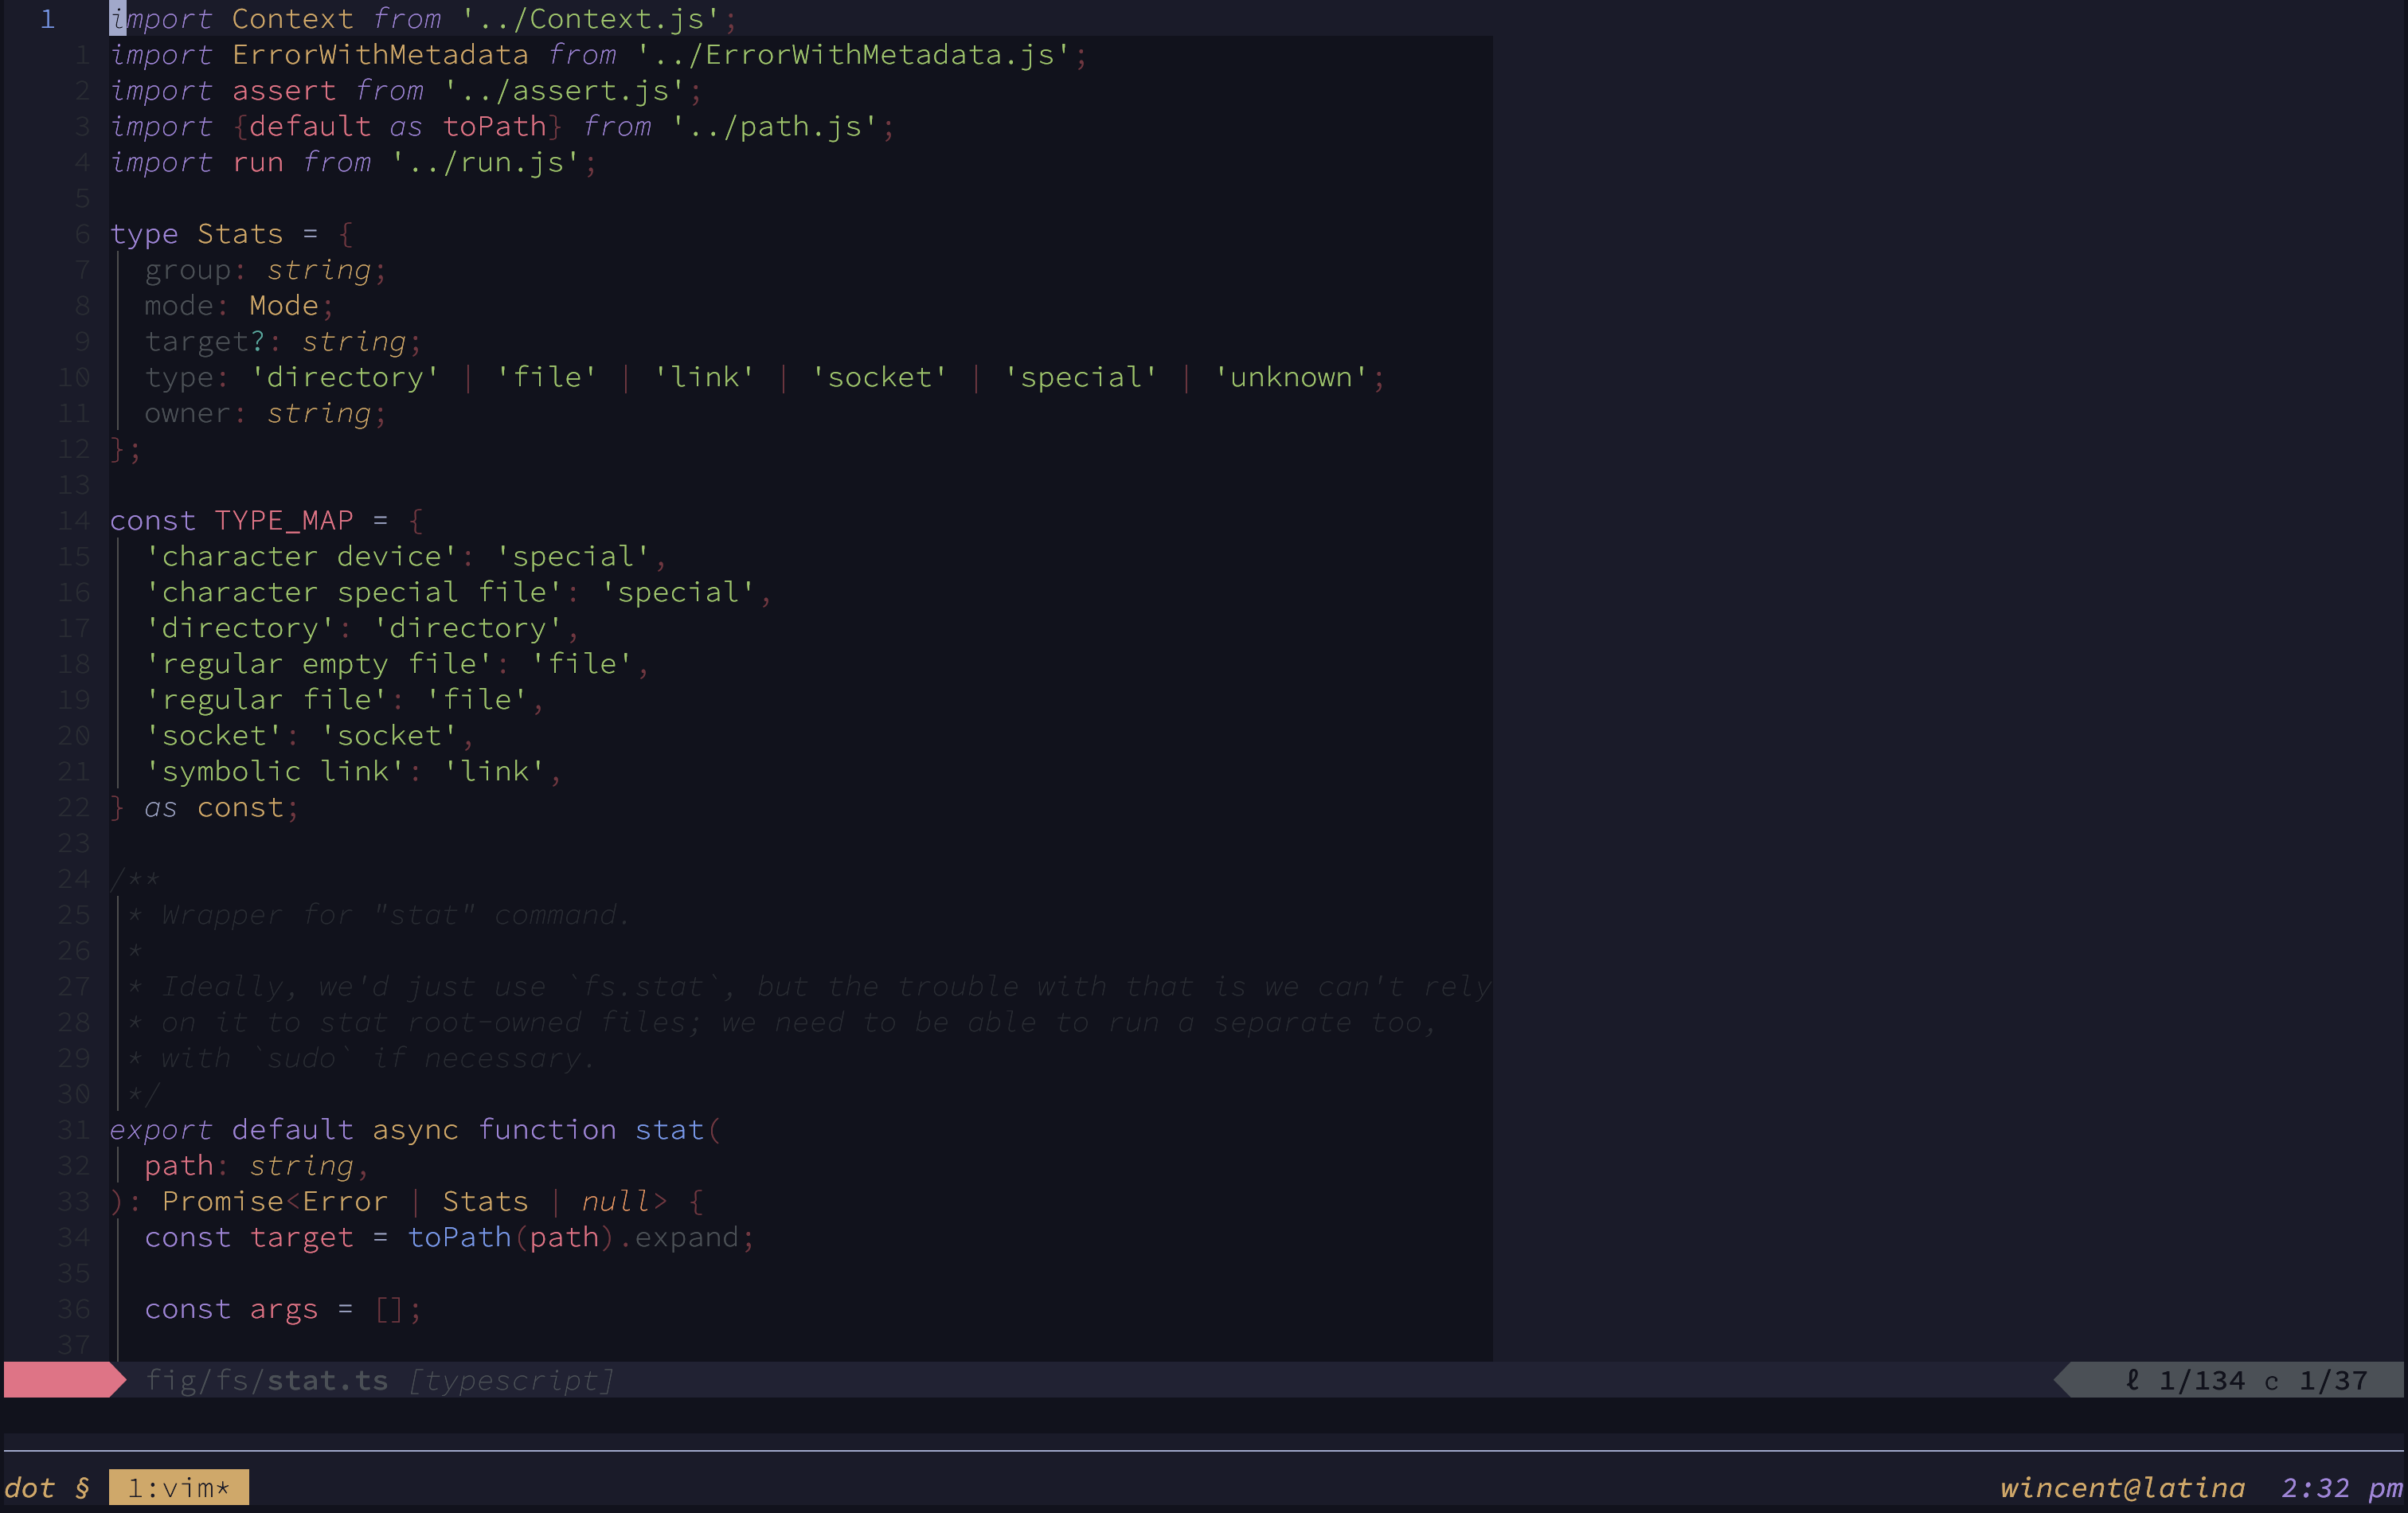 1 import Context from '../Context.js';
1 import ErrorWithMetadata from '../ErrorWithMetadata.js';
2 import assert from '../assert.js';
3 import {default as toPath} from '../path.js';
4 import run from '../run.js';
5
6 type Stats = {
7   group: string;
8   mode: Mode;
9   target?: string;
10   type: 'directory' | 'file' | 'link' | 'socket' | 'special' | 'unknown';
11   owner: string;
12 };
13
14 const TYPE_MAP = {
15   'character device': 'special',
16   'character special file': 'special',
17   'directory': 'directory',
18   'regular empty file': 'file',
19   'regular file': 'file',
20   'socket': 'socket',
21   'symbolic link': 'link',
22 } as const;
23
24 /**
25  * Wrapper for "stat" command.
26  *
27  * Ideally, we'd just use `fs.stat`, but the trouble with that is we can't rely
28  * on it to stat root-owned files; we need to be able to run a separate too,
29  * with `sudo` if necessary.
30  */
31 export default async function stat(
32   path: string,
33 ): Promise<Error | Stats | null> {
34   const target = toPath(path).expand;
35
36   const args = [];
37
fig/fs/stat.ts [typescript] ℓ 1/134 c 1/37
dot § 1:vim* wincent@latina 2:32 pm